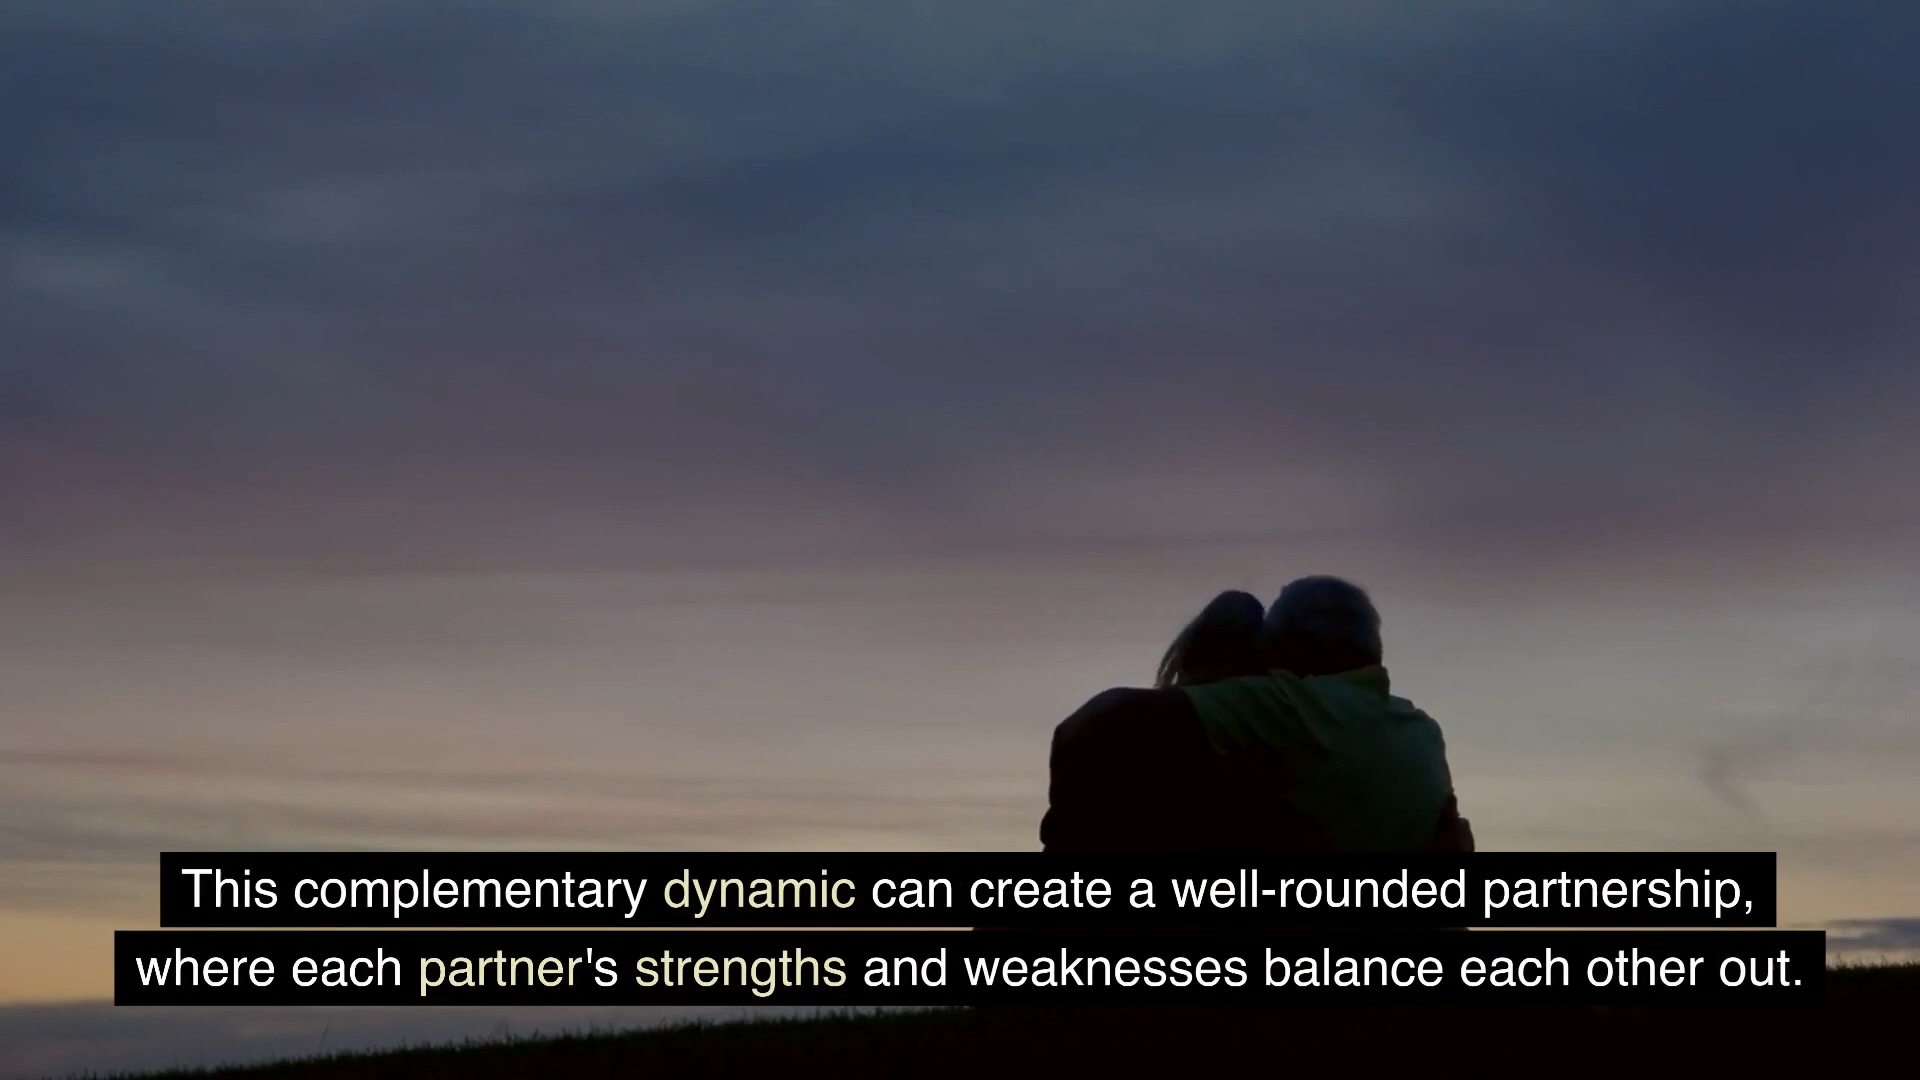 This complementary dynamic can create a well-rounded partnership,
where each partner's strengths and weaknesses balance each other out.